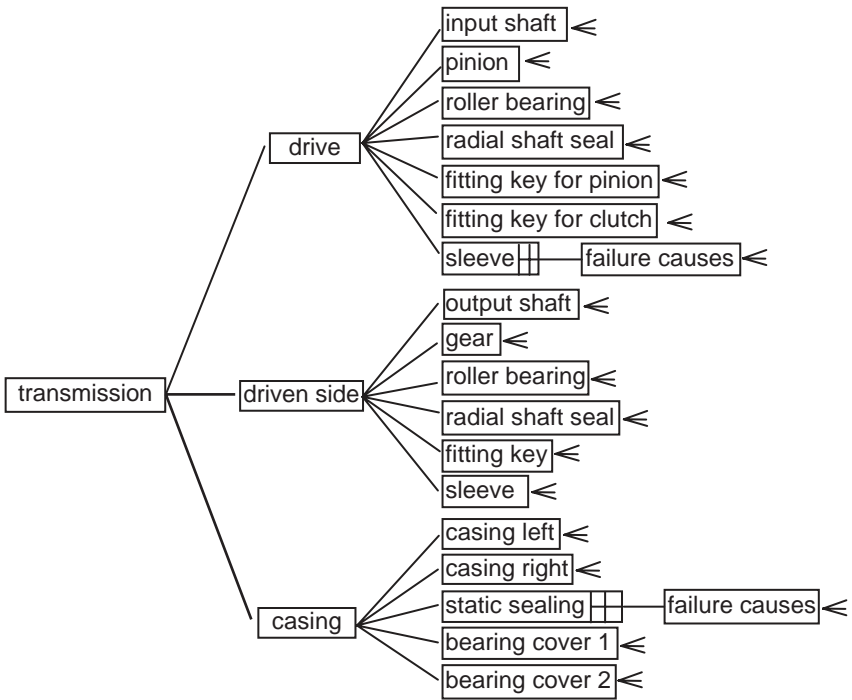 input shaft
pinion
roller bearing
drive
radial shaft seal
fitting key for pinion
fitting key for clutch
sleeve
failure causes
output shaft
gear
roller bearing
transmission
driven side
radial shaft seal
fitting key
sleeve
casing left
casing right
static sealing
failure causes
casing
bearing cover 1
bearing cover 2